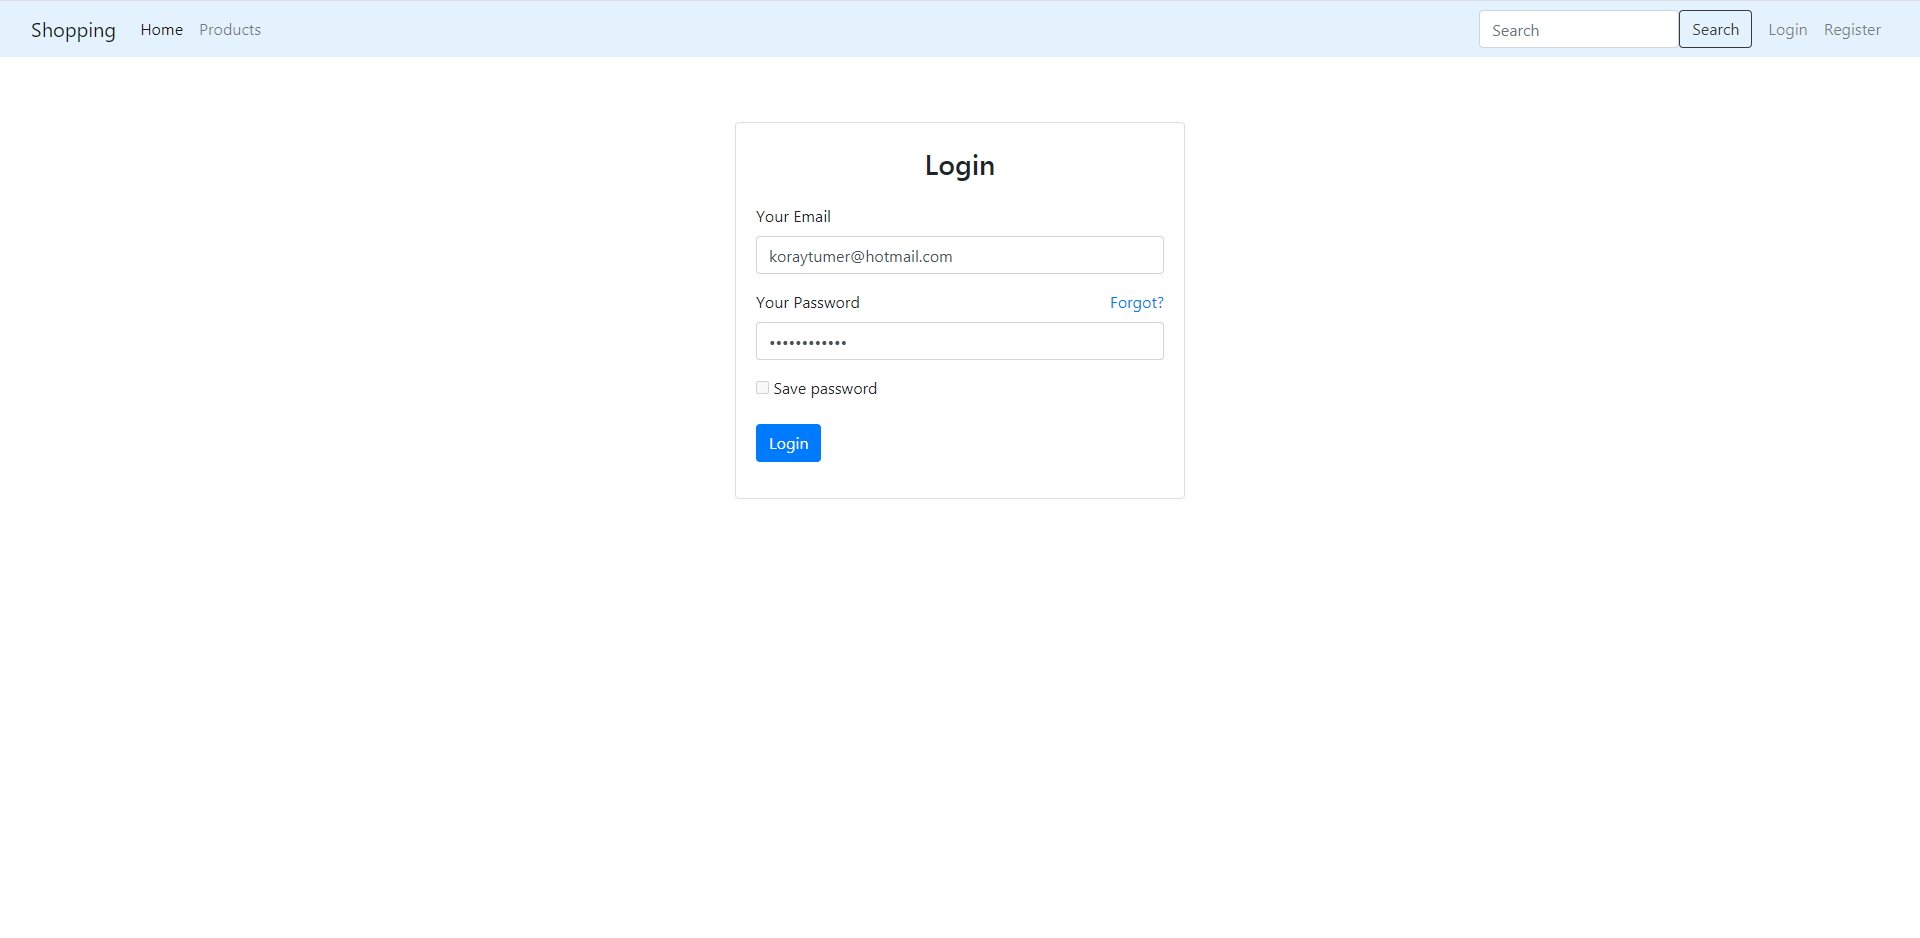 Shopping Home Products Search Search Login Register
Login
Your Email
koraytumer@hotmail.com
Your Password Forgot?
••••••••••••
Save password
Login